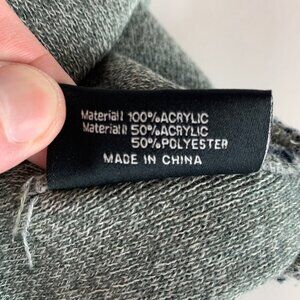 MaterialI 100%ACRYLIC
MaterialII 50%ACRYLIC
50%POLYESTER
MADE IN CHINA